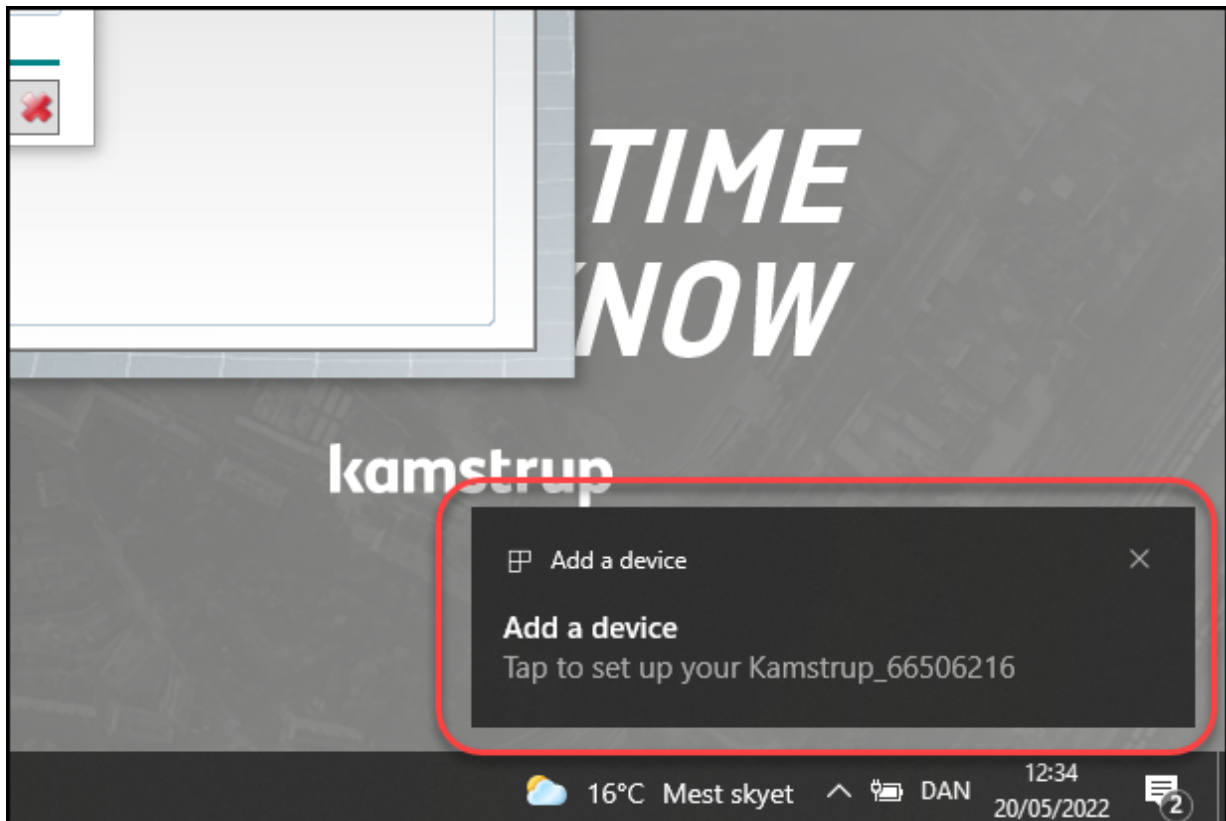 TIME
KNOW
kamstrup
Add a device
Add a device
Tap to set up your Kamstrup_66506216
16°C Mest skyet DAN 12:34
20/05/2022
2